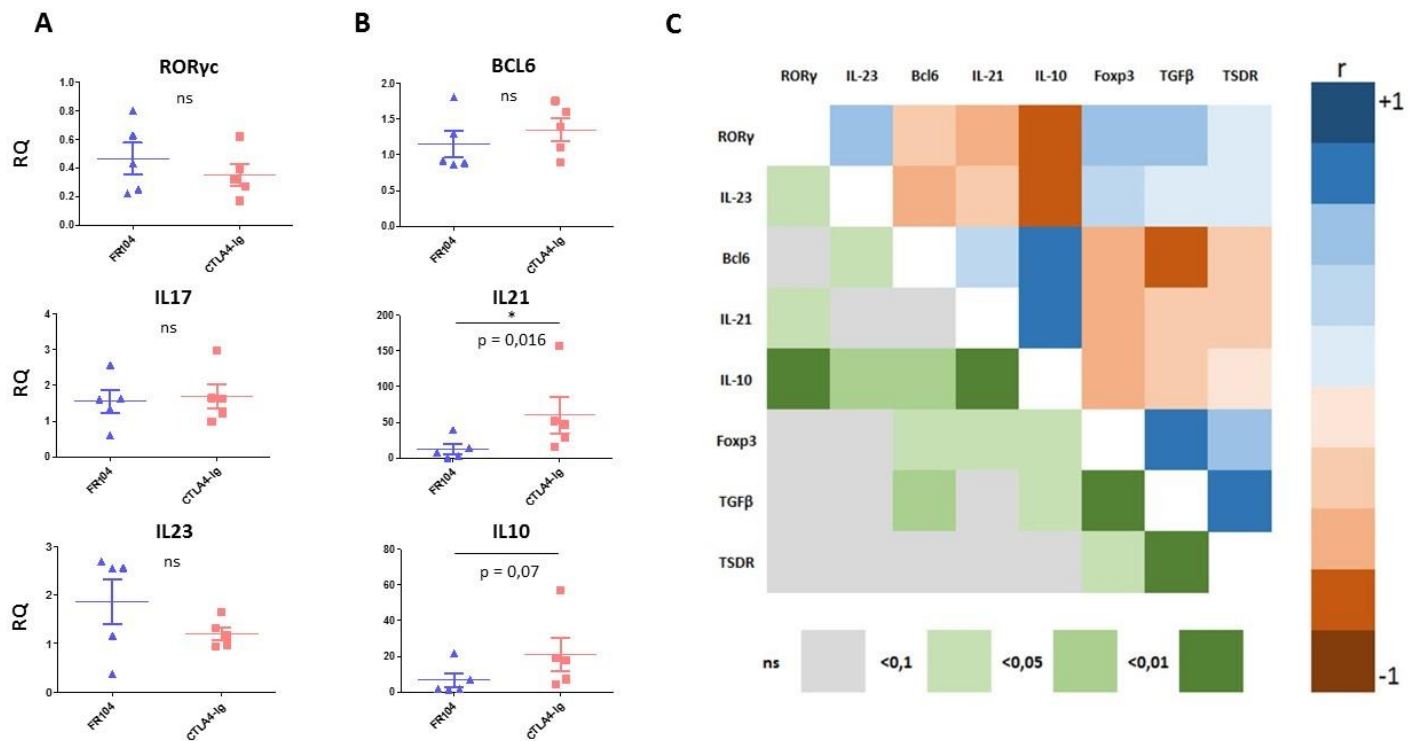 A
RORγc
ns
RQ
1.0
0.8
0.6
0.4
0.2
0.0
FR104
CTLA4-Ig
IL17
ns
RQ
4
3
2
1
0
FR104
CTLA4-Ig
IL23
ns
RQ
3
2
1
0
FR104
CTLA4-Ig
B
BCL6
ns
2.0
1.5
1.0
0.5
0.0
FR104
CTLA4-Ig
IL21
*
p = 0,016
200
150
100
50
0
FR104
CTLA4-Ig
IL10
p = 0,07
80
60
40
20
0
FR104
CTLA4-Ig
C
RORγ IL-23 Bcl6 IL-21 IL-10 Foxp3 TGFβ TSDR
RORγ
IL-23
Bcl6
IL-21
IL-10
Foxp3
TGFβ
TSDR
ns <0,1 <0,05 <0,01
r
+1
-1